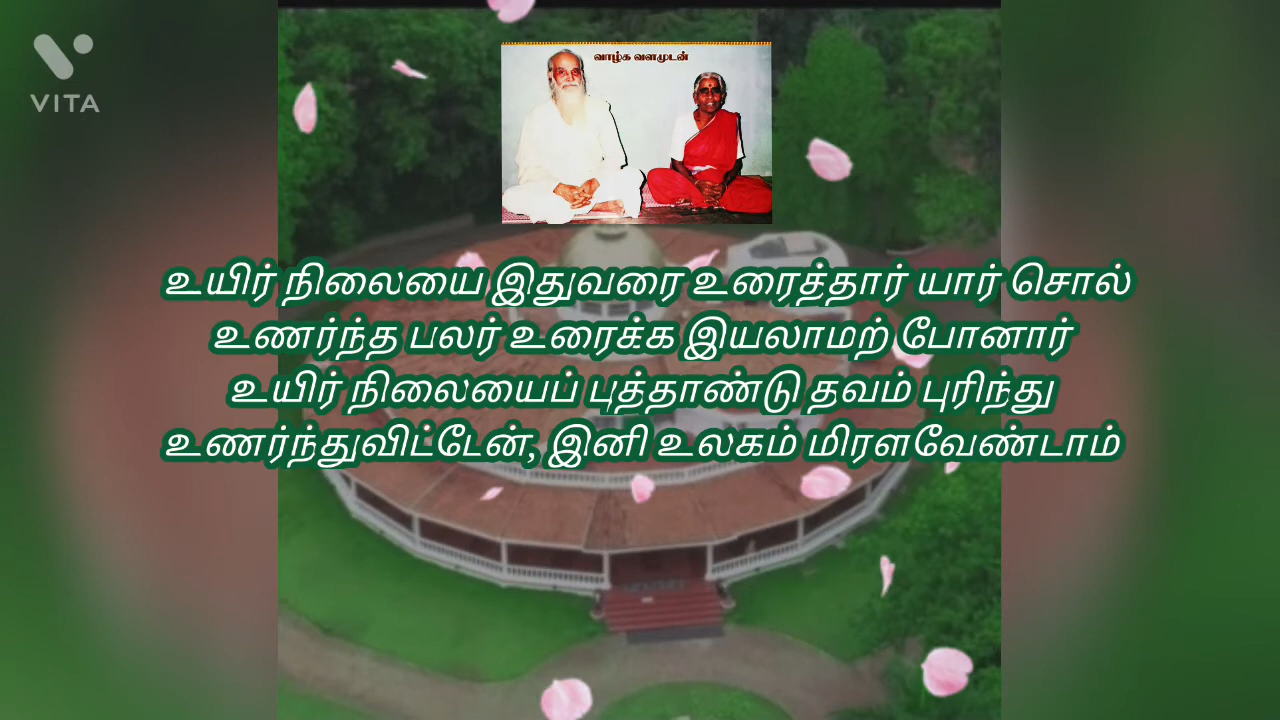 VITA
வாழ்க வளமுடன்
உயிர் நிலையை இதுவரை உரைத்தார் யார் சொல்
உணர்ந்த பலர் உரைக்க இயலாமற் போனார்
உயிர் நிலையைப் புத்தாண்டு தவம் புரிந்து
உணர்ந்துவிட்டேன், இனி உலகம் மிரளவேண்டாம்